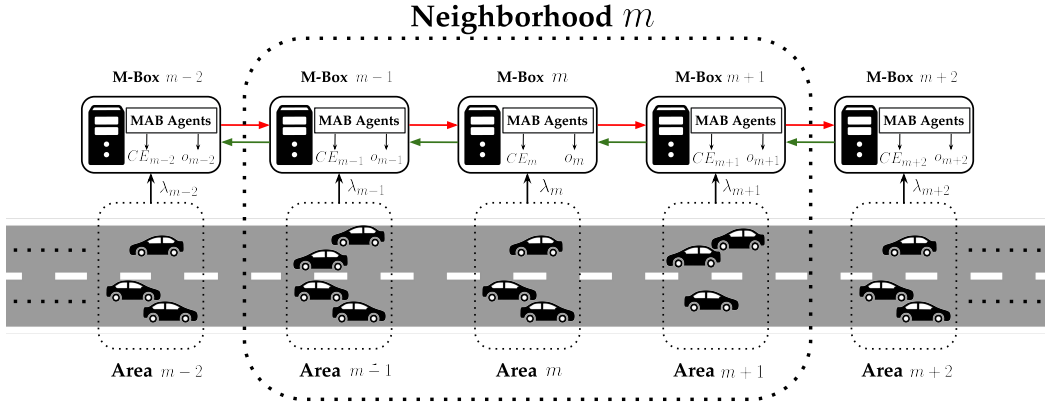 Neighborhood m
M-Box m − 2 M-Box m − 1 M-Box m M-Box m + 1 M-Box m + 2
MAB Agents MAB Agents MAB Agents MAB Agents MAB Agents
CE_{m−2} o_{m−2} CE_{m−1} o_{m−1} CE_m o_m CE_{m+1} o_{m+1} CE_{m+2} o_{m+2}
λ_{m−2} λ_{m−1} λ_m λ_{m+1} λ_{m+2}
Area m − 2 Area m − 1 Area m Area m + 1 Area m + 2